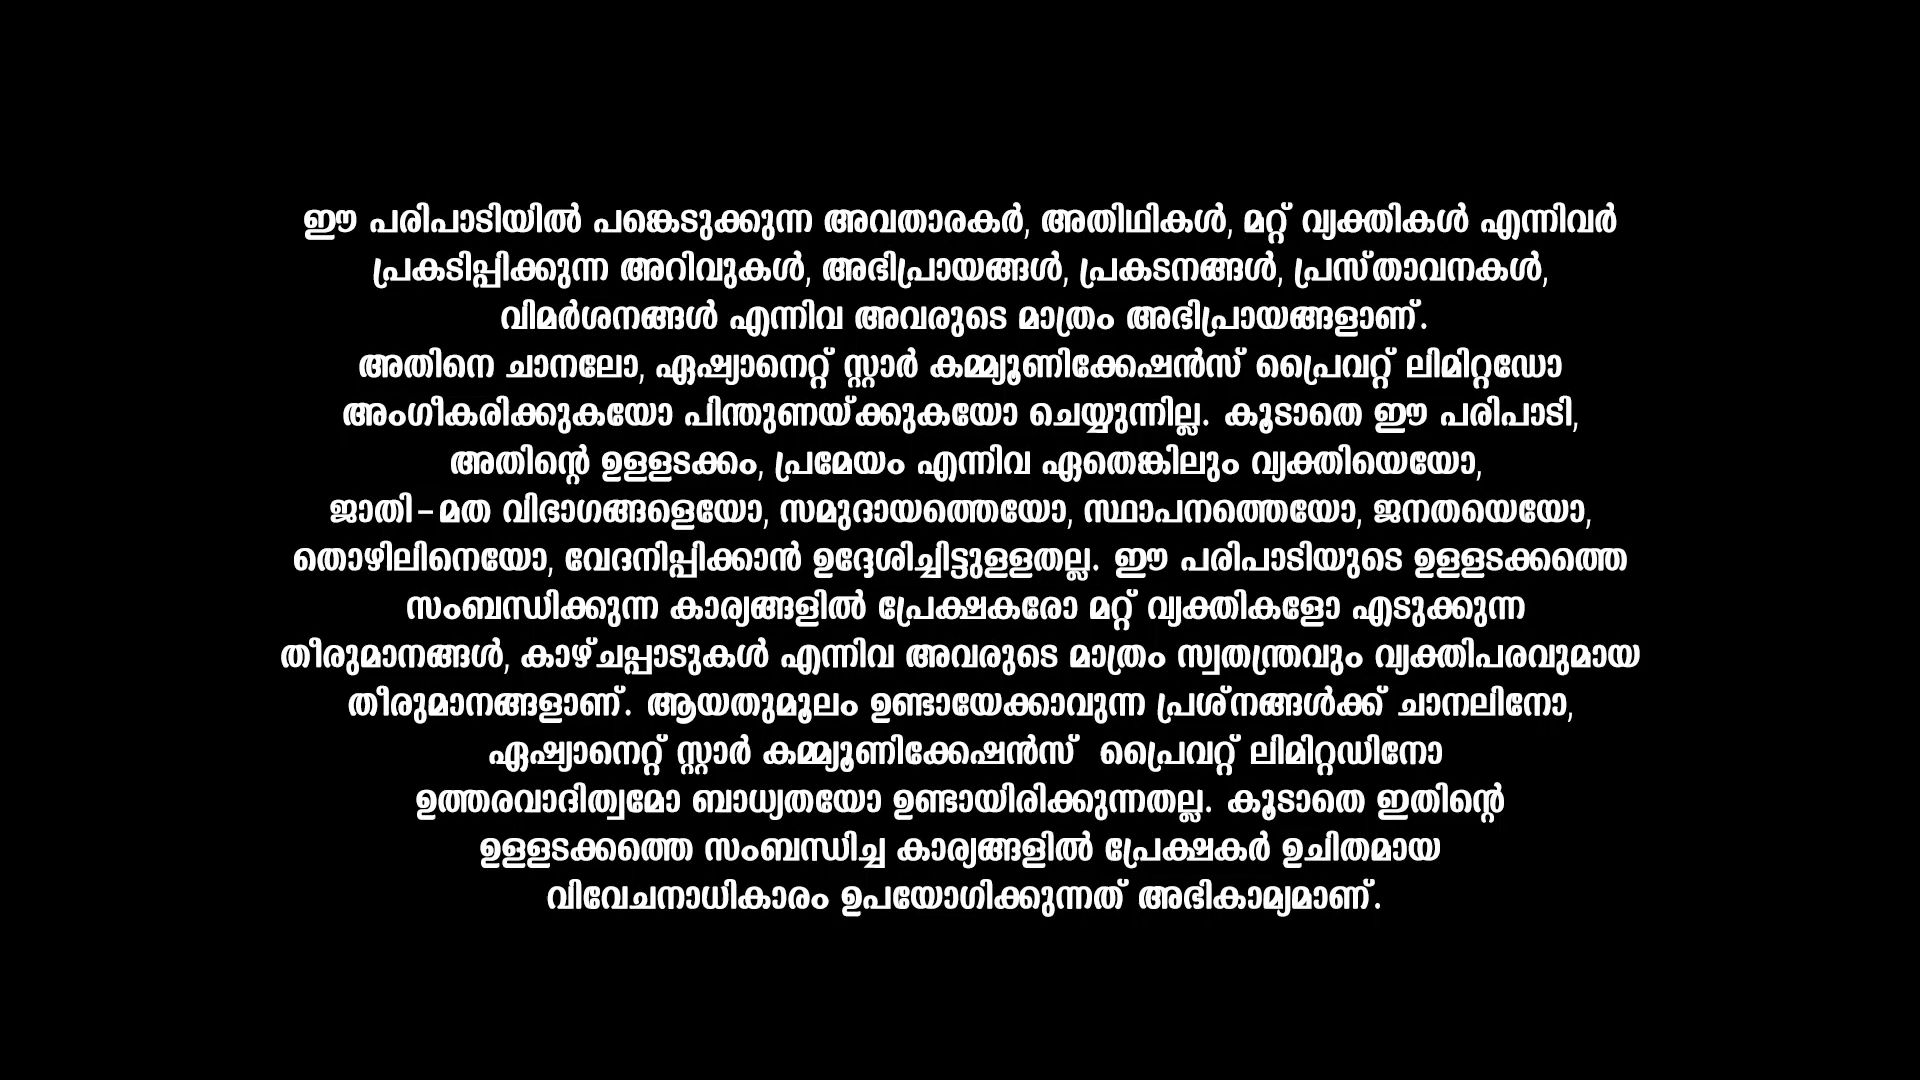 ഈ പരിപാടിയിൽ പങ്കെടുക്കുന്ന അവതാരകർ, അതിഥികൾ, മറ്റ് വ്യക്തികൾ എന്നിവർ
പ്രകടിപ്പിക്കുന്ന അറിവുകൾ, അഭിപ്രായങ്ങൾ, പ്രകടനങ്ങൾ, പ്രസ്താവനകൾ,
വിമർശനങ്ങൾ എന്നിവ അവരുടെ മാത്രം അഭിപ്രായങ്ങളാണ്.
അതിനെ ചാനലോ, ഏഷ്യാനെറ്റ് സ്റ്റാർ കമ്മ്യൂണിക്കേഷൻസ് പ്രൈവറ്റ് ലിമിറ്റഡോ
അംഗീകരിക്കുകയോ പിന്തുണയ്ക്കുകയോ ചെയ്യുന്നില്ല. കൂടാതെ ഈ പരിപാടി,
അതിന്റെ ഉള്ളടക്കം, പ്രമേയം എന്നിവ ഏതെങ്കിലും വ്യക്തിയെയോ,
ജാതി-മത വിഭാഗങ്ങളെയോ, സമുദായത്തെയോ, സ്ഥാപനത്തെയോ, ജനതയെയോ,
തൊഴിലിനെയോ, വേദനിപ്പിക്കാൻ ഉദ്ദേശിച്ചിട്ടുള്ളതല്ല. ഈ പരിപാടിയുടെ ഉള്ളടക്കത്തെ
സംബന്ധിക്കുന്ന കാര്യങ്ങളിൽ പ്രേക്ഷകരോ മറ്റ് വ്യക്തികളോ എടുക്കുന്ന
തീരുമാനങ്ങൾ, കാഴ്ചപ്പാടുകൾ എന്നിവ അവരുടെ മാത്രം സ്വതന്ത്രവും വ്യക്തിപരവുമായ
തീരുമാനങ്ങളാണ്. ആയതുമൂലം ഉണ്ടായേക്കാവുന്ന പ്രശ്നങ്ങൾക്ക് ചാനലിനോ,
ഏഷ്യാനെറ്റ് സ്റ്റാർ കമ്മ്യൂണിക്കേഷൻസ് പ്രൈവറ്റ് ലിമിറ്റഡിനോ
ഉത്തരവാദിത്വമോ ബാധ്യതയോ ഉണ്ടായിരിക്കുന്നതല്ല. കൂടാതെ ഇതിന്റെ
ഉള്ളടക്കത്തെ സംബന്ധിച്ച കാര്യങ്ങളിൽ പ്രേക്ഷകർ ഉചിതമായ
വിവേചനാധികാരം ഉപയോഗിക്കുന്നത് അഭികാമ്യമാണ്.